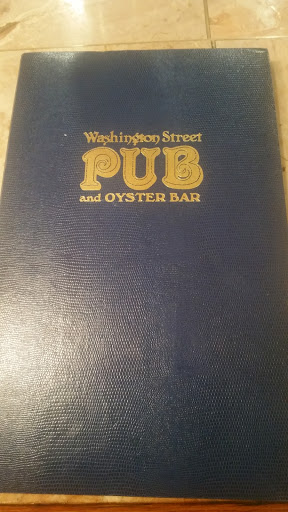 Washington Street
PUB
and OYSTER BAR